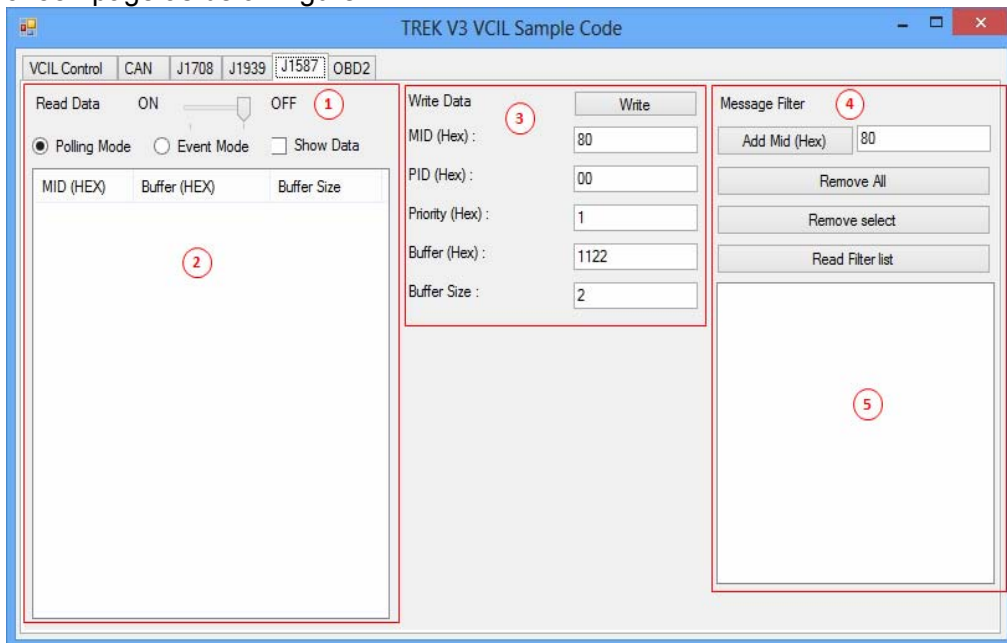 TREK V3 VCIL Sample Code
VCIL Control CAN J1708 J1939 J1587 OBD2
Read Data ON OFF 1
Polling Mode Event Mode Show Data
MID (HEX) Buffer (HEX) Buffer Size
2
Write Data Write
3
MID (Hex) : 80
PID (Hex) : 00
Priority (Hex) : 1
Buffer (Hex) : 1122
Buffer Size : 2
Message Filter 4
Add Mid (Hex) 80
Remove All
Remove select
Read Filter list
5